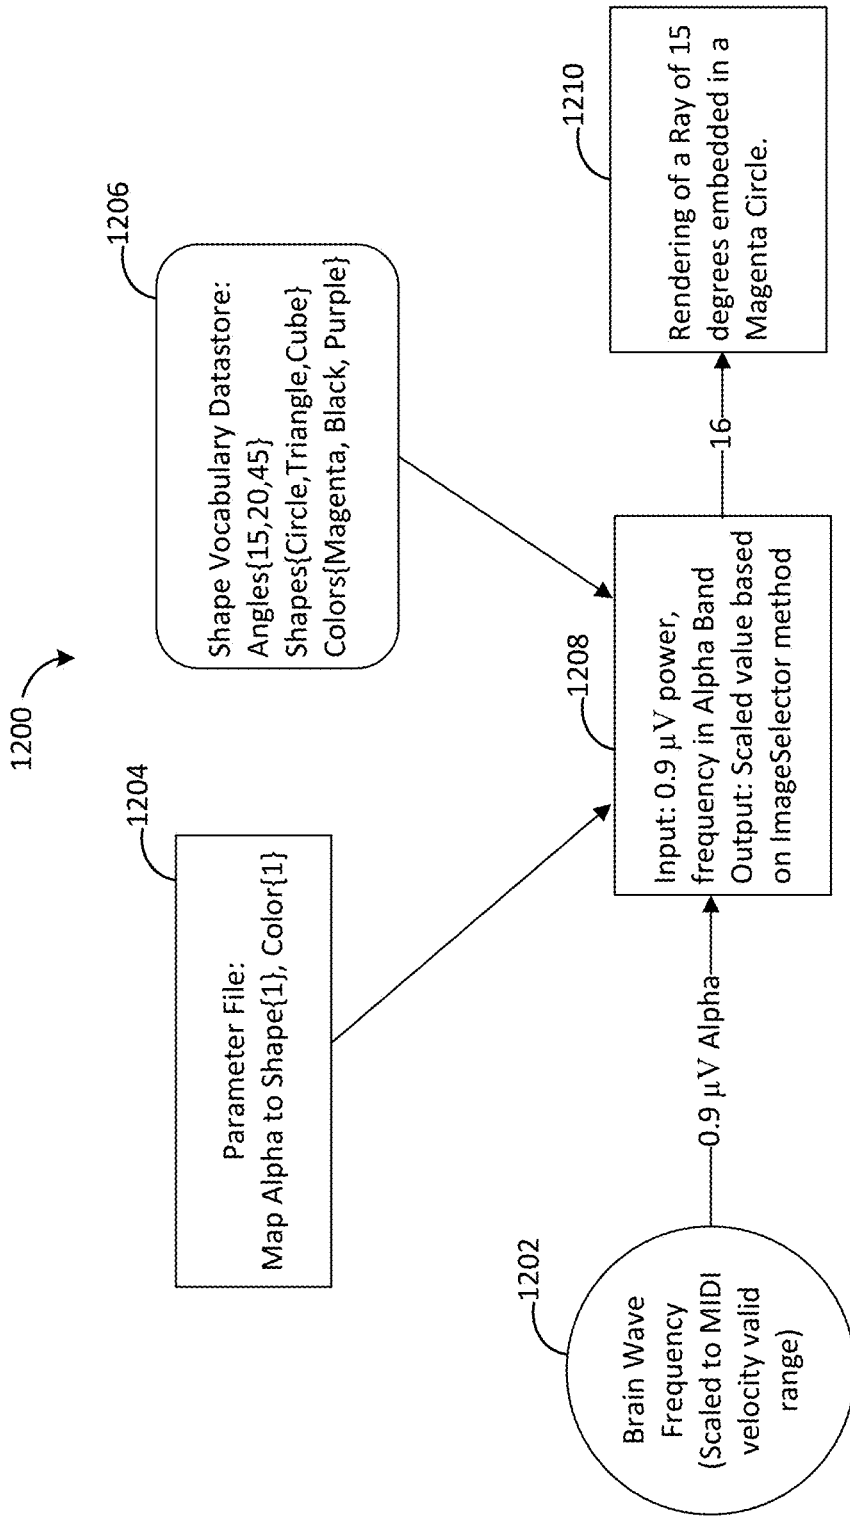 1200
1204
Parameter File:
Map Alpha to Shape{1}, Color{1}
1206
Shape Vocabulary Datastore:
Angles{15,20,45}
Shapes{Circle,Triangle,Cube}
Colors{Magenta, Black, Purple}
1202
Brain Wave
Frequency
(Scaled to MIDI
velocity valid
range)
0.9 µV Alpha
1208
Input: 0.9 µV power,
frequency in Alpha Band
Output: Scaled value based
on ImageSelector method
16
1210
Rendering of a Ray of 15
degrees embedded in a
Magenta Circle.